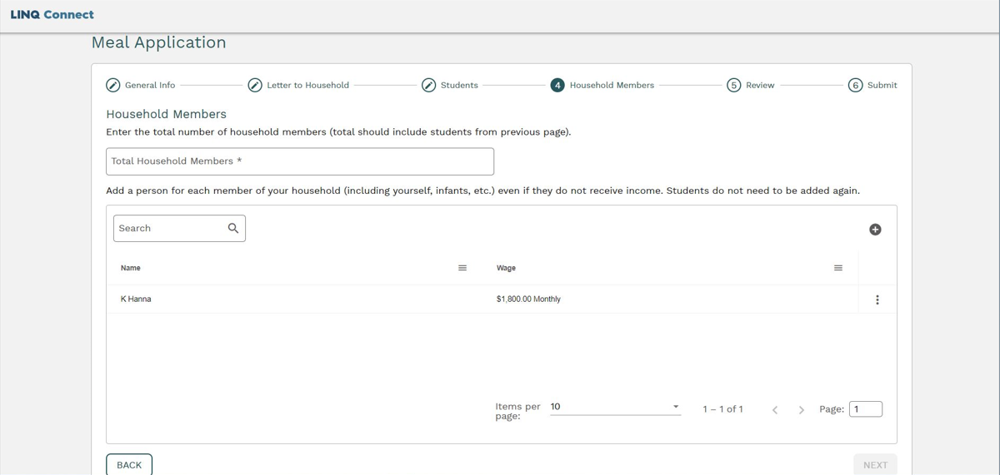 LINQ Connect
Meal Application
General Info
Letter to Household
Students
4 Household Members
5 Review
6 Submit
Household Members
Enter the total number of household members (total should include students from previous page).
Total Household Members *
Add a person for each member of your household (including yourself, infants, etc.) even if they do not receive income. Students do not need to be added again.
Search
Name Wage
K Hanna $1,800.00 Monthly
Items per page: 10 1 – 1 of 1 Page: 1
BACK NEXT